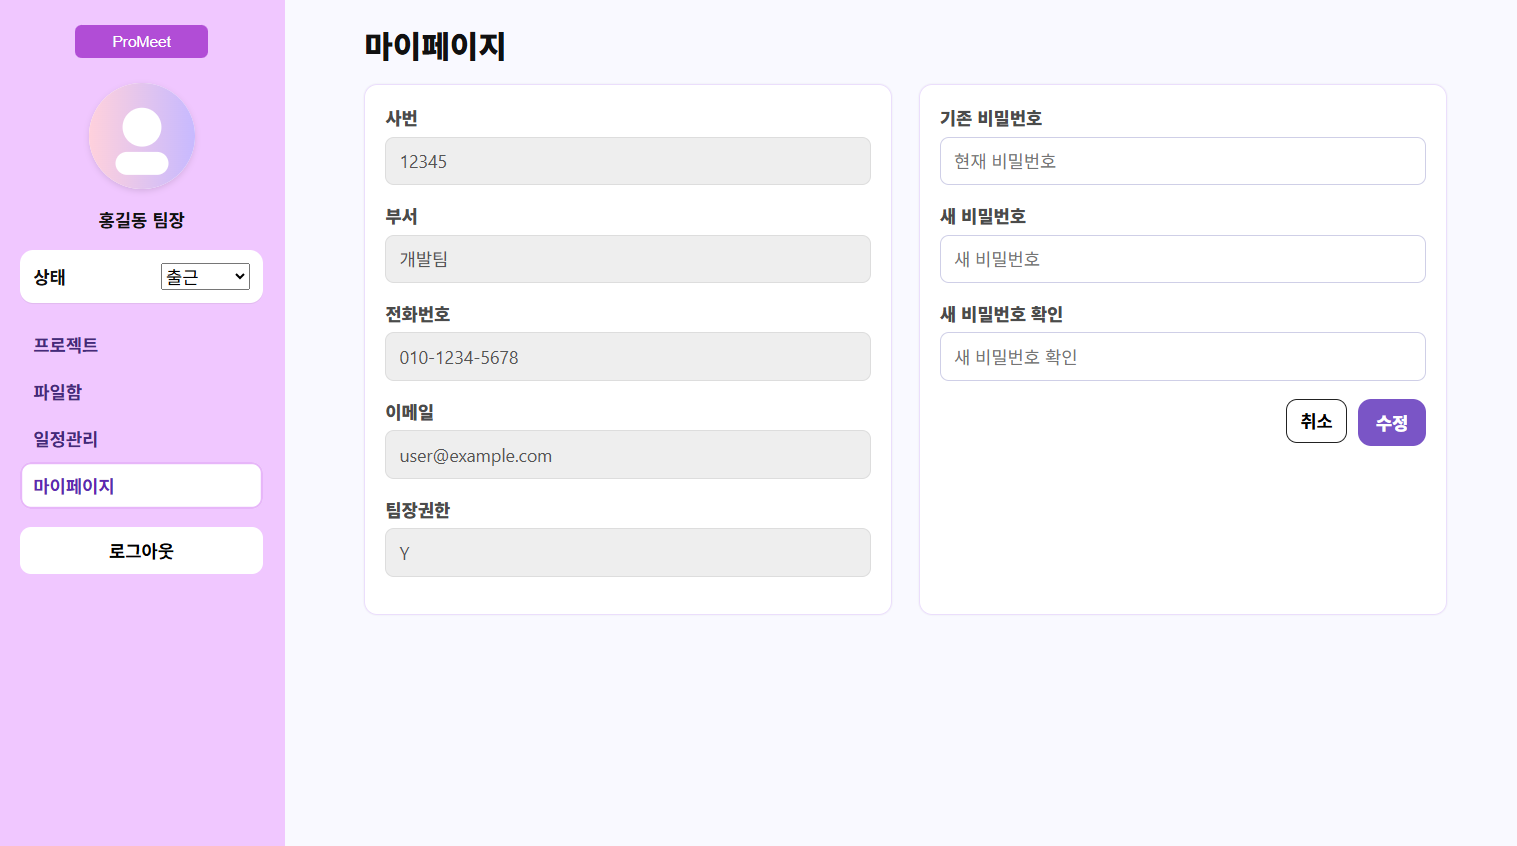 ProMeet
홍길동 팀장
상태
출근
프로젝트
파일함
일정관리
마이페이지
로그아웃
마이페이지
사번
12345
부서
개발팀
전화번호
010-1234-5678
이메일
user@example.com
팀장권한
Y
기존 비밀번호
현재 비밀번호
새 비밀번호
새 비밀번호
새 비밀번호 확인
새 비밀번호 확인
취소
수정